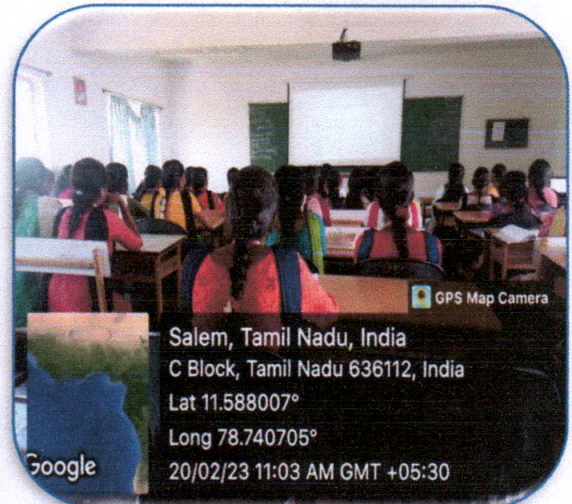 GPS Map Camera
Salem, Tamil Nadu, India
C Block, Tamil Nadu 636112, India
Lat 11.588007°
Long 78.740705°
Google
20/02/23 11:03 AM GMT +05:30